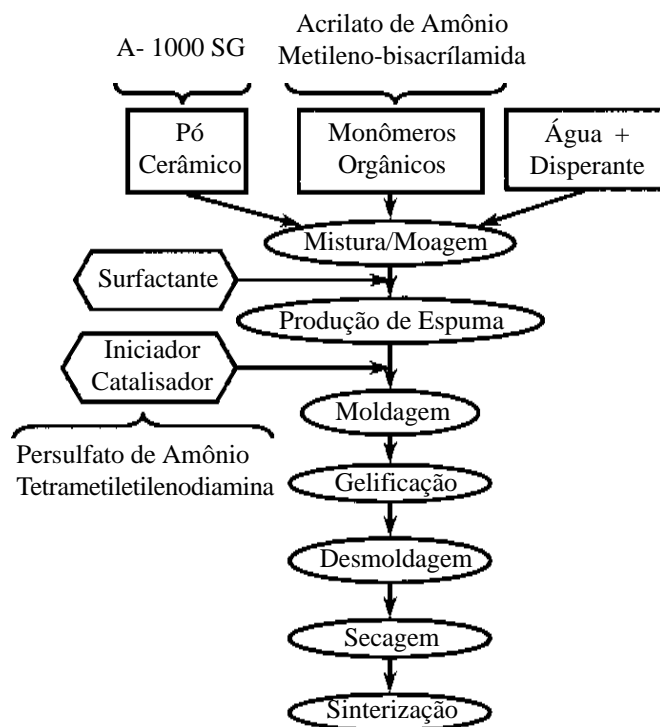 A- 1000 SG
Acrilato de Amônio
Metileno-bisacrílamida
Pó
Cerâmico
Monômeros
Orgânicos
Água +
Disperante
Mistura/Moagem
Surfactante
Produção de Espuma
Iniciador
Catalisador
Moldagem
Persulfato de Amônio
Tetrametiletilenodiamina
Gelificação
Desmoldagem
Secagem
Sinterização